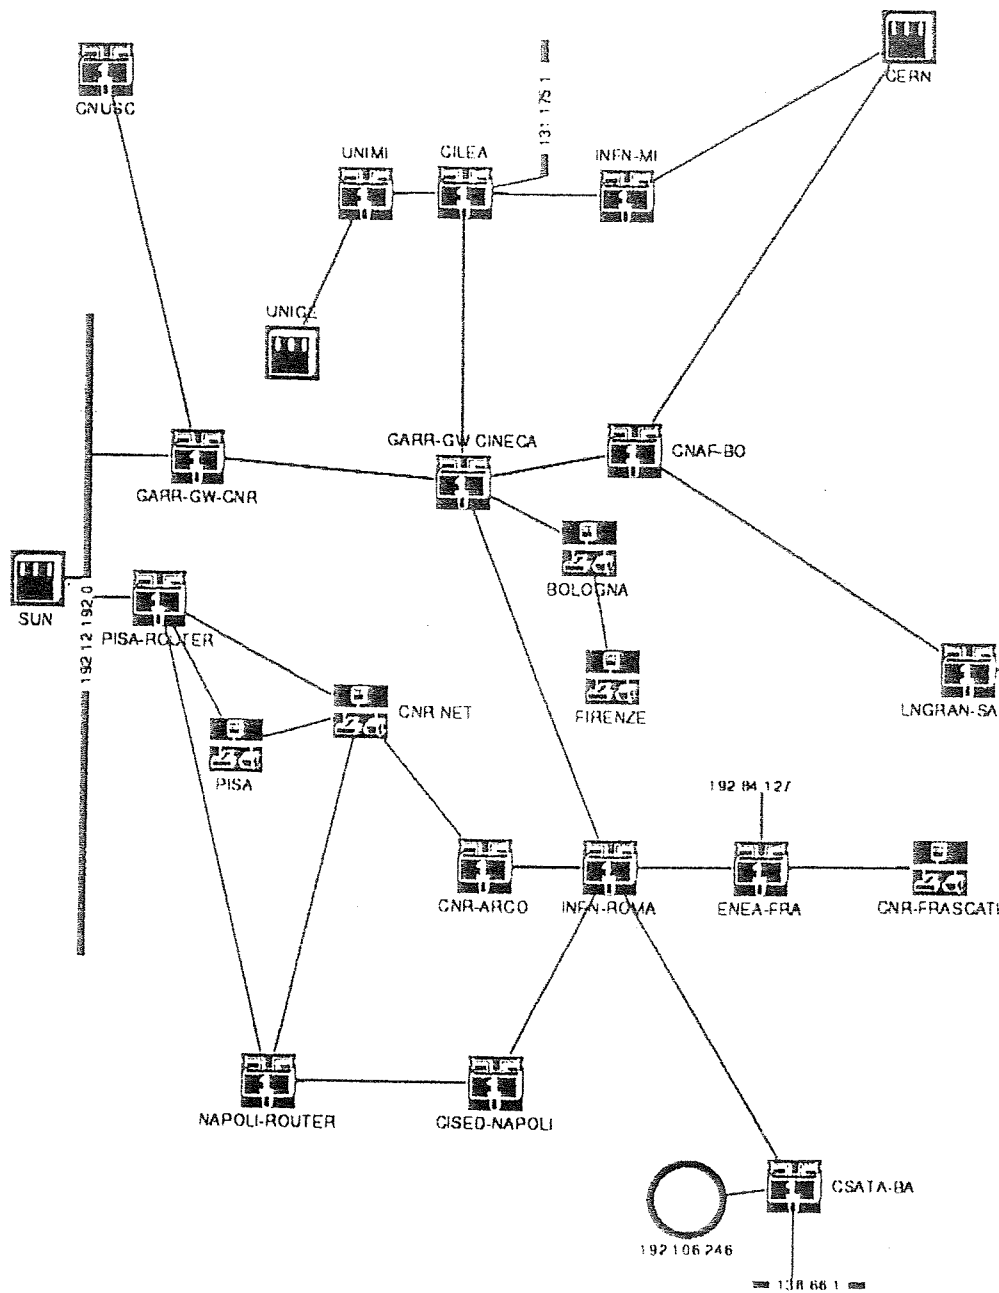 CERN
CNUSC
131 175 1
UNIMI
CILEA
INFN-MI
UNIGE
GARR-GW CINECA
CNAF-BO
GARR-GW-CNR
BOLOGNA
SUN
192 12 192 0
PISA-ROUTER
LNGRAN-SA
CNR NET
FIRENZE
PISA
192 84 127
CNR-ARCO
INFN-ROMA
ENEA-FRA
CNR-FRASCATI
NAPOLI-ROUTER
CISED-NAPOLI
CSATA-BA
192 106 246
138 66 1